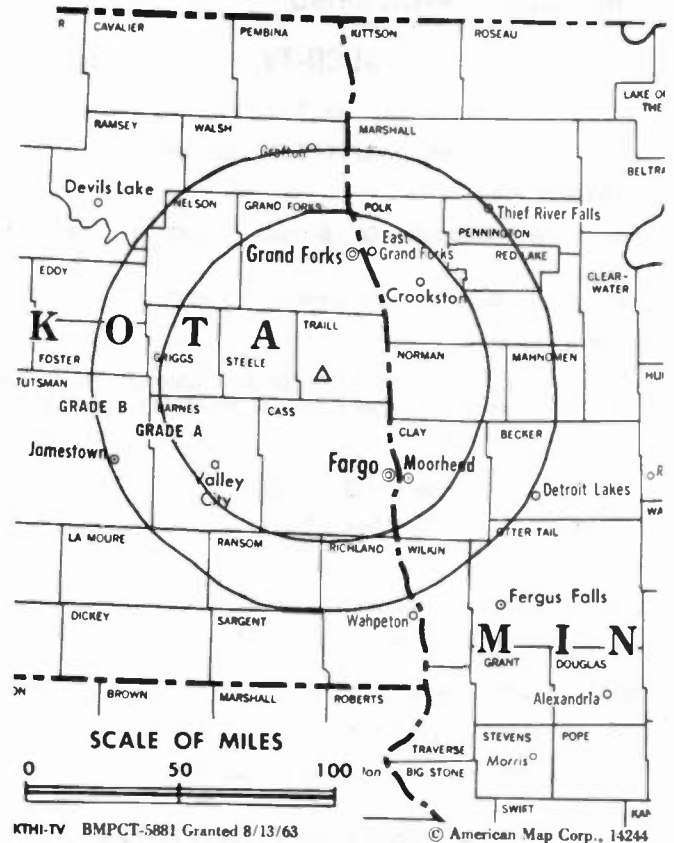 R CAVALIER PEMBINA KITTSON ROSEAU
LAKE O
THE
RAMSEY WALSH MARSHALL
Grafton
BELTRA
Devils Lake
NELSON GRAND FORKS POLK
Thief River Falls
PENNINGTON
Grand Forks East
Grand Forks
RED LAKE
EDDY
Crookston
CLEAR-
WATER
KOTA
TRAILL
FOSTER GRIGGS STEELE NORMAN MAHNOMEN
TUTSMAN
HU
GRADE B BARNES CASS
GRADE A
CLAY BECKER
Jamestown
Valley
City
Fargo Moorhead
R
Detroit Lakes
WA
LA MOURE RANSOM RICHLAND WILKIN OTTER TAIL
Fergus Falls
DICKEY SARGENT Wahpeton
MIN
GRANT DOUGLAS
ON BROWN MARSHALL ROBERTS
Alexandria
SCALE OF MILES
TRAVERSE STEVENS POPE
0 50 100
ton BIG STONE Morris
SWIFT KAN
KTHI-TV BMPCT-5881 Granted 8/13/63
© American Map Corp., 14244